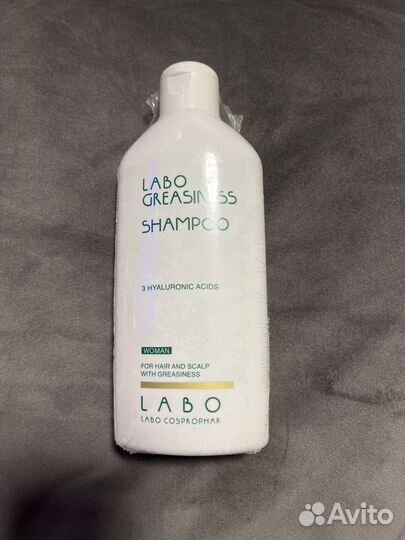 LABO
GREASINESS
SHAMPOO
3 HYALURONIC ACIDS
WOMAN
FOR HAIR AND SCALP
WITH GREASINESS
LABO
LABO COSPROPHAR
Avito